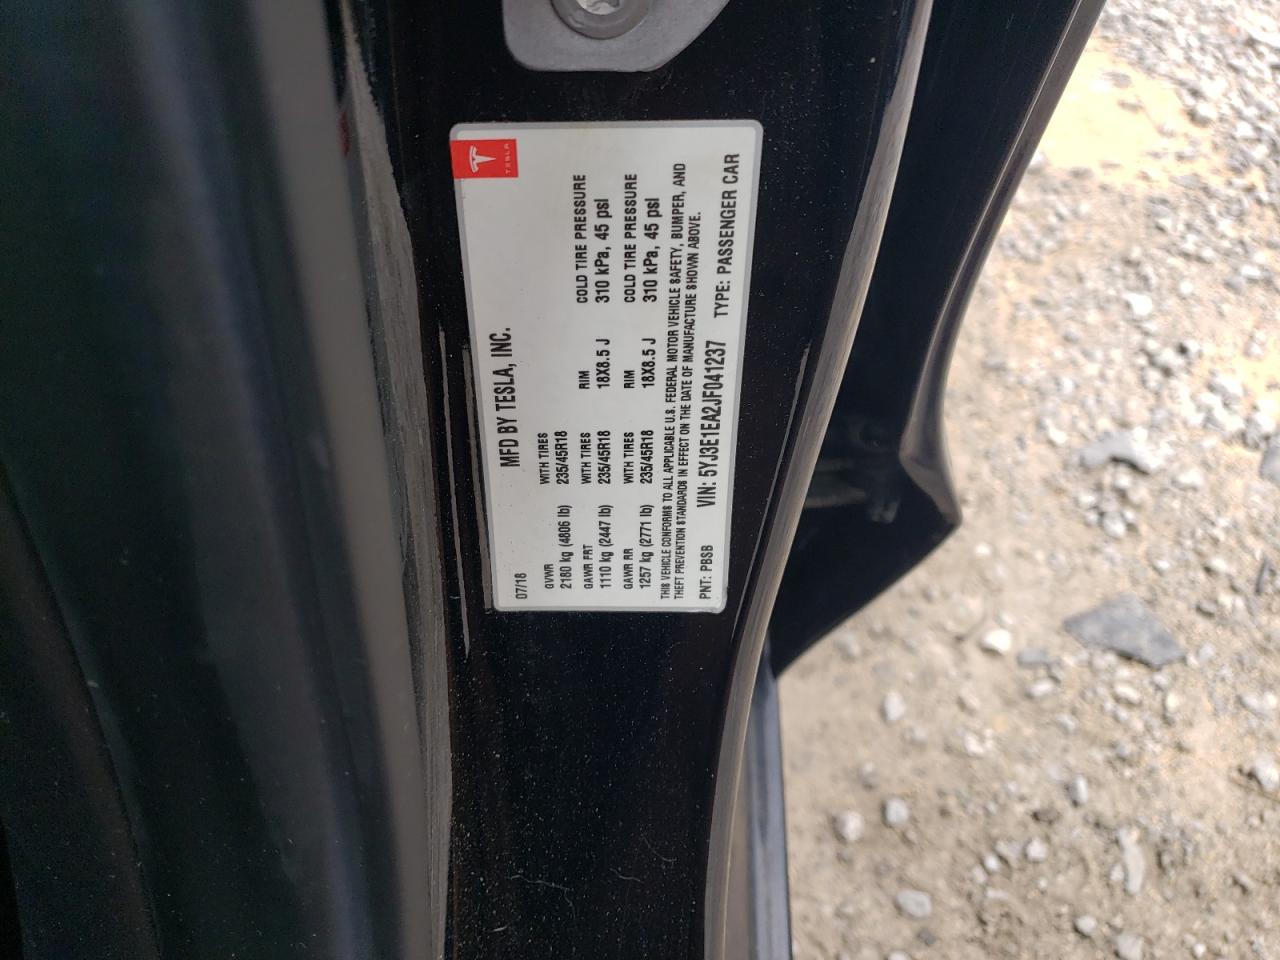 TESLA
MFD BY TESLA, INC.
07/18
GVWR WITH TIRES
2180 kg (4806 lb) 235/45R18
GAWR FRT WITH TIRES RIM COLD TIRE PRESSURE
1110 kg (2447 lb) 235/45R18 18X8.5 J 310 kPa, 45 psi
GAWR RR WITH TIRES RIM COLD TIRE PRESSURE
1257 kg (2771 lb) 235/45R18 18X8.5 J 310 kPa, 45 psi
THIS VEHICLE CONFORMS TO ALL APPLICABLE U.S. FEDERAL MOTOR VEHICLE SAFETY, BUMPER, AND
THEFT PREVENTION STANDARDS IN EFFECT ON THE DATE OF MANUFACTURE SHOWN ABOVE.
PNT: PBSB VIN: 5YJ3E1EA2JF041237 TYPE: PASSENGER CAR